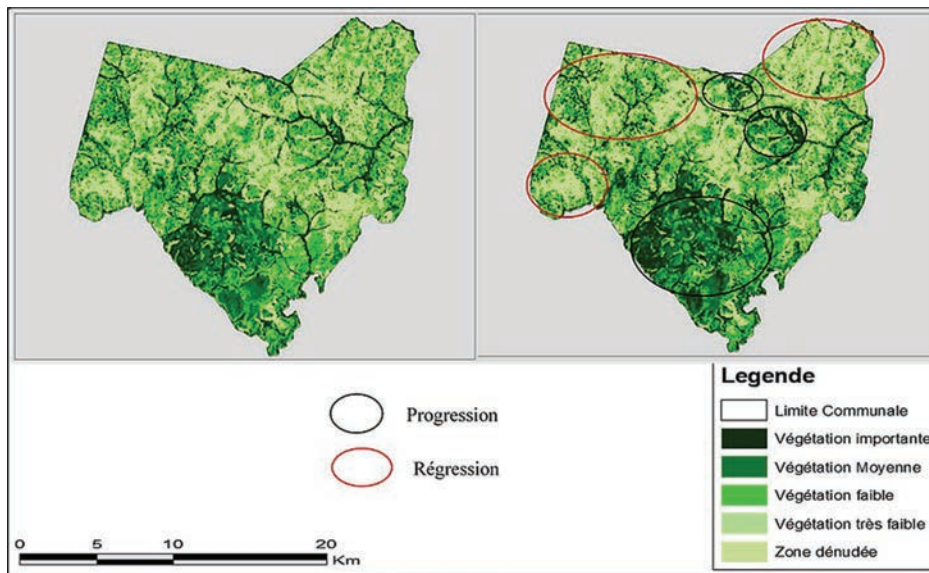 Progression
Régression
0 5 10 20
Km
Legende
Limite Communale
Végétation importante
Végétation Moyenne
Végétation faible
Végétation très faible
Zone dénudée